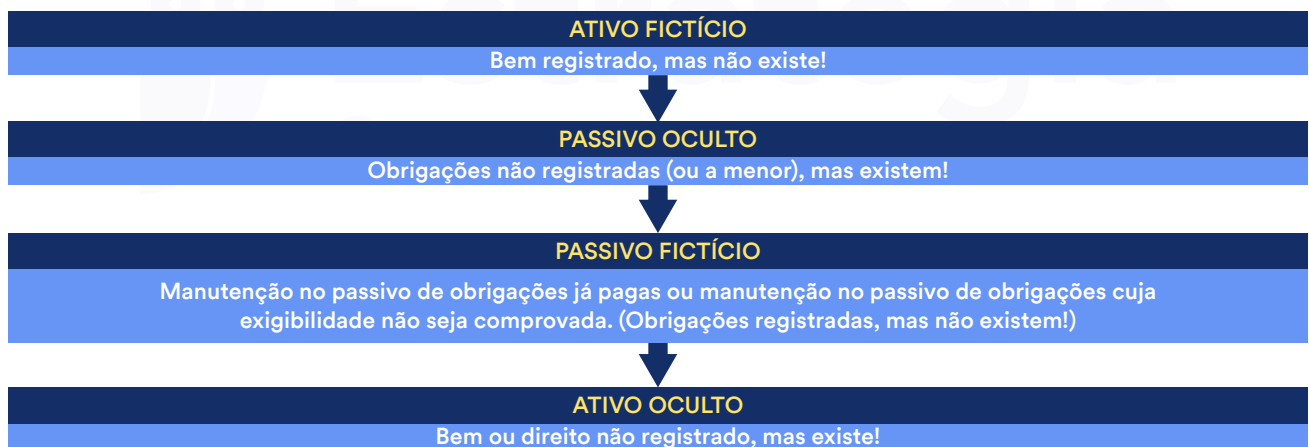 ATIVO FICTÍCIO
Bem registrado, mas não existe!
PASSIVO OCULTO
Obrigações não registradas (ou a menor), mas existem!
PASSIVO FICTÍCIO
Manutenção no passivo de obrigações já pagas ou manutenção no passivo de obrigações cuja
exigibilidade não seja comprovada. (Obrigações registradas, mas não existem!)
ATIVO OCULTO
Bem ou direito não registrado, mas existe!